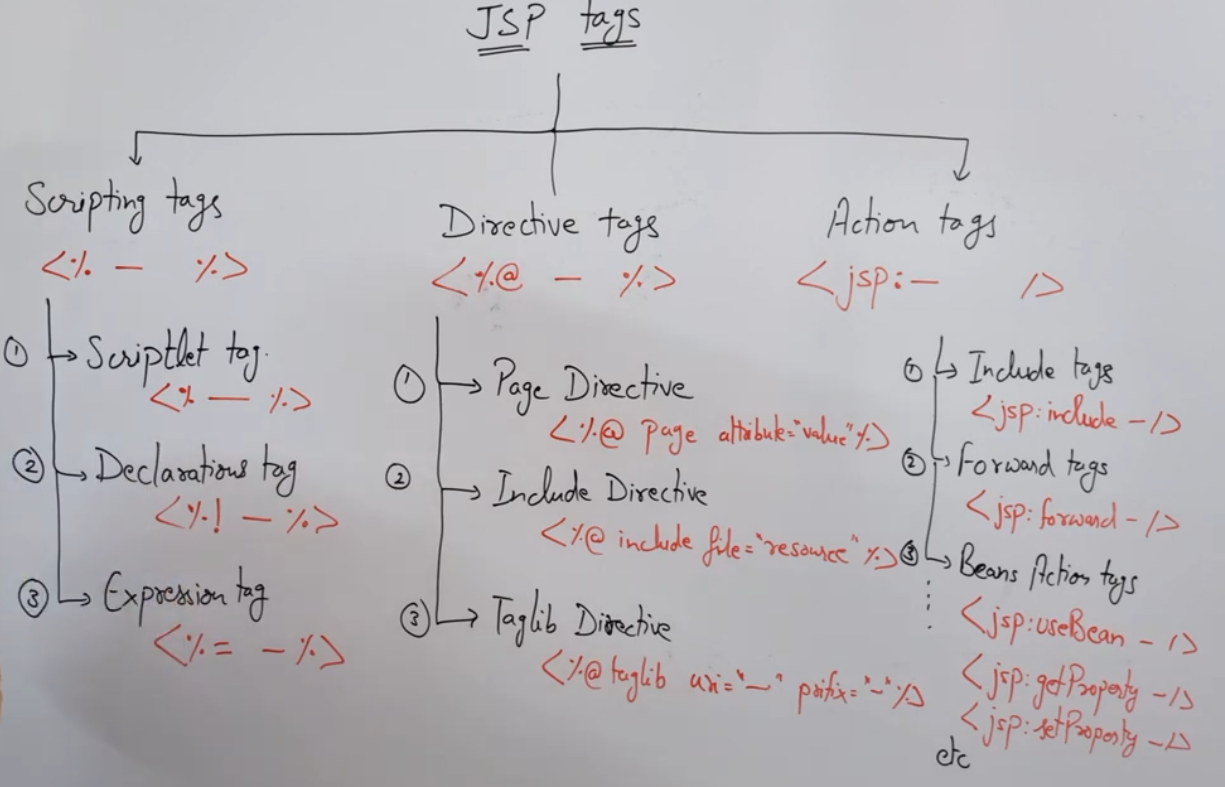 JSP tags
Scripting tags
<% — %>
① Scriptlet tag.
<% — %>
② Declarations tag
<%! — %>
③ Expression tag
<%= — %>
Directive tags
<%@ — %>
① Page Directive
<%@ page attribute="value" %>
② Include Directive
<%@ include file="resource" %>
③ Taglib Directive
<%@ taglib uri="—" prifix="-" %>
Action tags
<jsp:— />
① Include tags
<jsp:include - />
② Forward tags
<jsp:forward - />
③ Beans Action tags
<jsp:useBean - />
<jsp:getProperty - />
<jsp:setProperty - />
etc